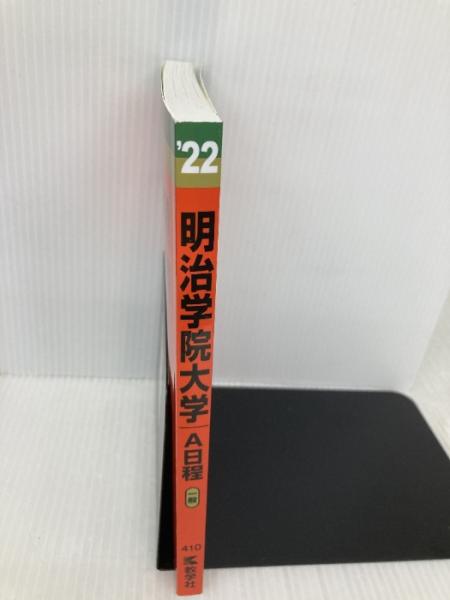 '22
明治学院大学
A日程
一般
410
教学社